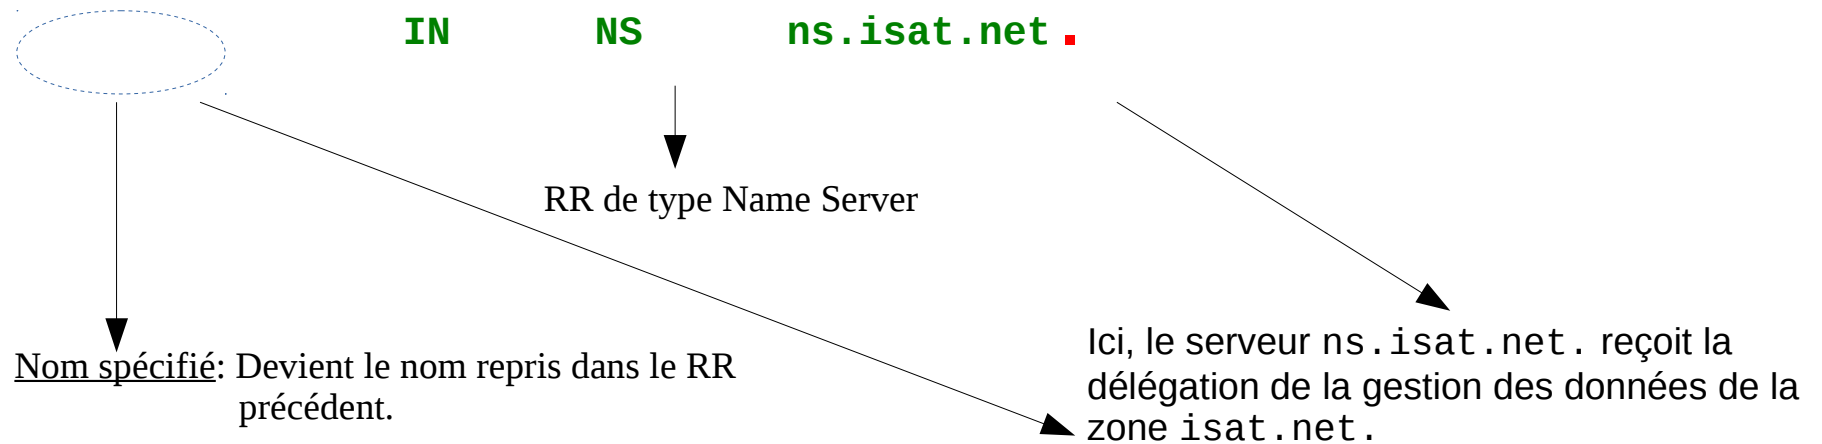 IN NS ns.isat.net.
RR de type Name Server
Nom spécifié: Devient le nom repris dans le RR
précédent.
Ici, le serveur ns.isat.net. reçoit la
délégation de la gestion des données de la
zone isat.net.